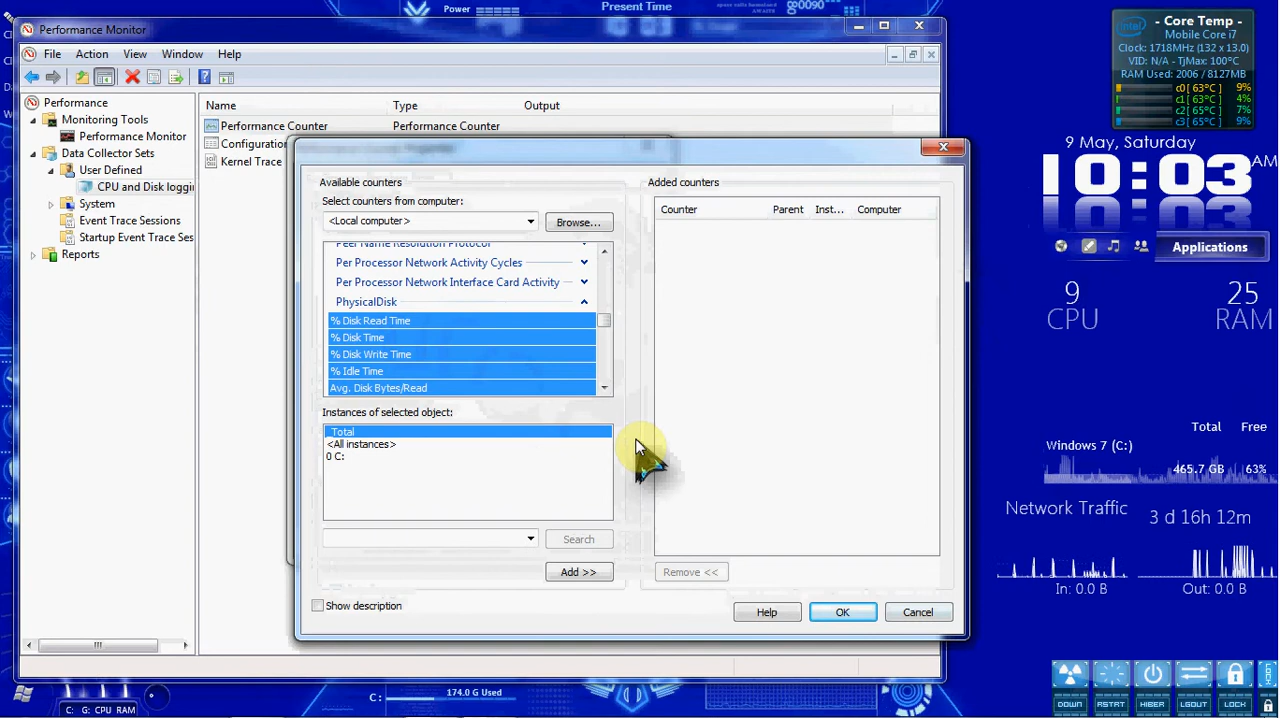 Power
Present Time
Performance Monitor
File Action View Window Help
Performance
Monitoring Tools
Performance Monitor
Data Collector Sets
User Defined
CPU and Disk loggin
System
Event Trace Sessions
Startup Event Trace Ses
Reports
Name Type Output
Performance Counter Performance Counter
Configuration
Kernel Trace
Available counters
Select counters from computer:
<Local computer> Browse...
Peer Name Resolution Protocol
Per Processor Network Activity Cycles
Per Processor Network Interface Card Activity
PhysicalDisk
% Disk Read Time
% Disk Time
% Disk Write Time
% Idle Time
Avg. Disk Bytes/Read
Instances of selected object:
_Total
<All instances>
0 C:
Search
Add >>
Show description
Added counters
Counter Parent Inst... Computer
Remove <<
Help OK Cancel
- Core Temp -
Mobile Core i7
Clock: 1718MHz (132 x 13.0)
VID: N/A - TjMax: 100°C
RAM Used: 2006 / 8127MB
c0[ 63°C ] 9%
c1[ 63°C ] 4%
c2[ 65°C ] 7%
c3[ 65°C ] 9%
9 May, Saturday
10:03 AM
Applications
9 25
CPU RAM
Total Free
Windows 7 (C:)
465.7 GB 63%
Network Traffic 3 d 16h 12m
In: 0.0 B Out: 0.0 B
DOWN RSTRT HIBER LGOUT LOCK
C: G: CPU RAM
C: 174.0 G Used